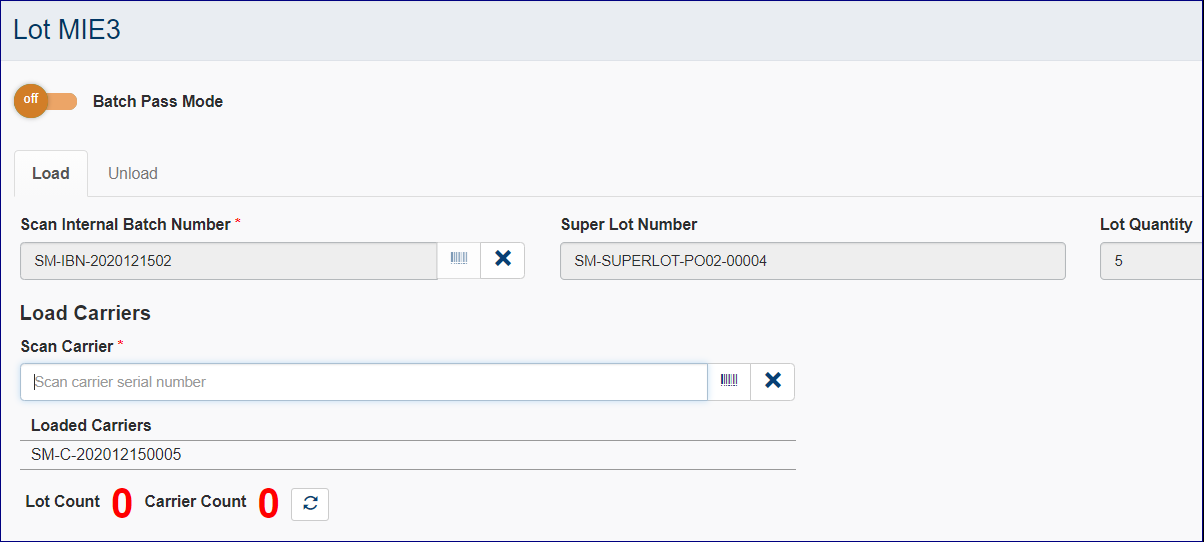 Lot MIE3
off Batch Pass Mode
Load Unload
Scan Internal Batch Number * Super Lot Number Lot Quantity
SM-IBN-2020121502 SM-SUPERLOT-PO02-00004 5
Load Carriers
Scan Carrier *
Scan carrier serial number
Loaded Carriers
SM-C-202012150005
Lot Count 0 Carrier Count 0